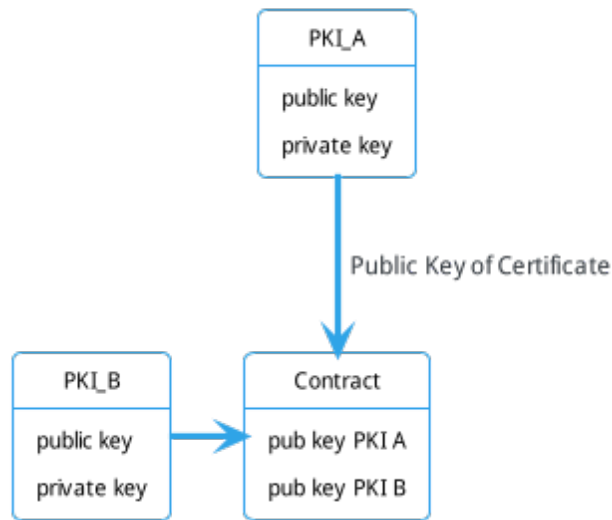 PKI_A
public key
private key
Public Key of Certificate
PKI_B
public key
private key
Contract
pub key PKI A
pub key PKI B